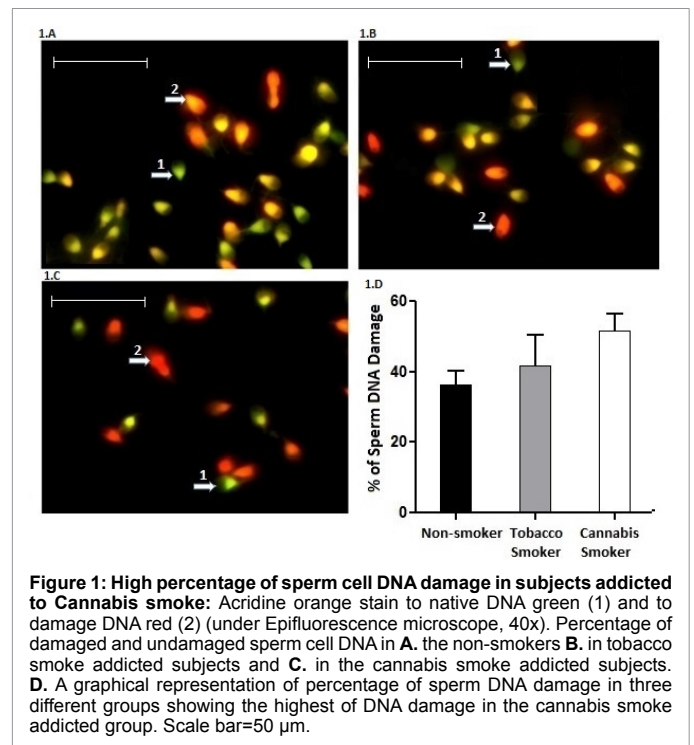 1.A
1.B
2
1
1
2
1.C
1.D
2
1
% of Sperm DNA Damage
60
40
20
0
Non-smoker Tobacco Cannabis
Smoker Smoker
Figure 1: High percentage of sperm cell DNA damage in subjects addicted
to Cannabis smoke: Acridine orange stain to native DNA green (1) and to
damage DNA red (2) (under Epifluorescence microscope, 40x). Percentage of
damaged and undamaged sperm cell DNA in A. the non-smokers B. in tobacco
smoke addicted subjects and C. in the cannabis smoke addicted subjects.
D. A graphical representation of percentage of sperm DNA damage in three
different groups showing the highest of DNA damage in the cannabis smoke
addicted group. Scale bar=50 µm.